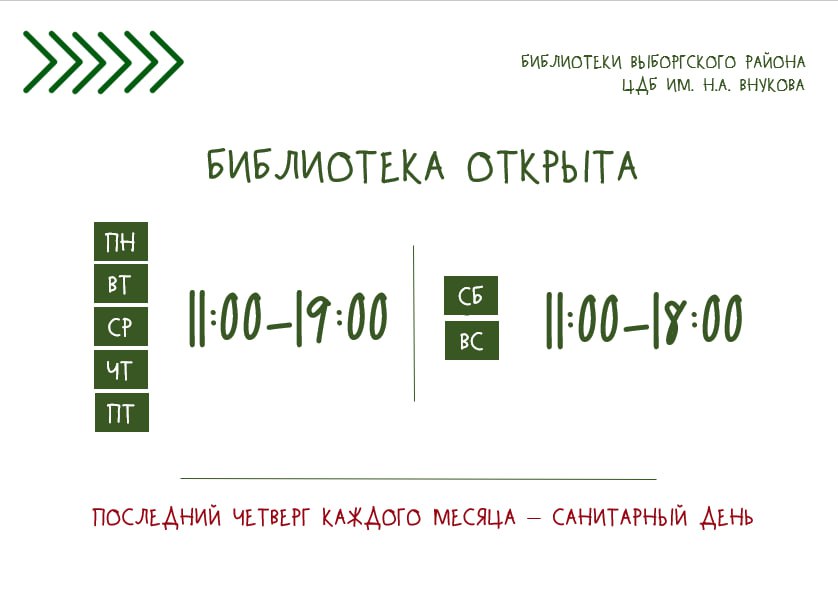 БИБЛИОТЕКИ ВЫБОРГСКОГО РАЙОНА
ЦДБ ИМ. Н.А. ВНУКОВА
БИБЛИОТЕКА ОТКРЫТА
ПН
ВТ
СР
ЧТ
ПТ
11:00–19:00
СБ
ВС
11:00–18:00
ПОСЛЕДНИЙ ЧЕТВЕРГ КАЖДОГО МЕСЯЦА – САНИТАРНЫЙ ДЕНЬ